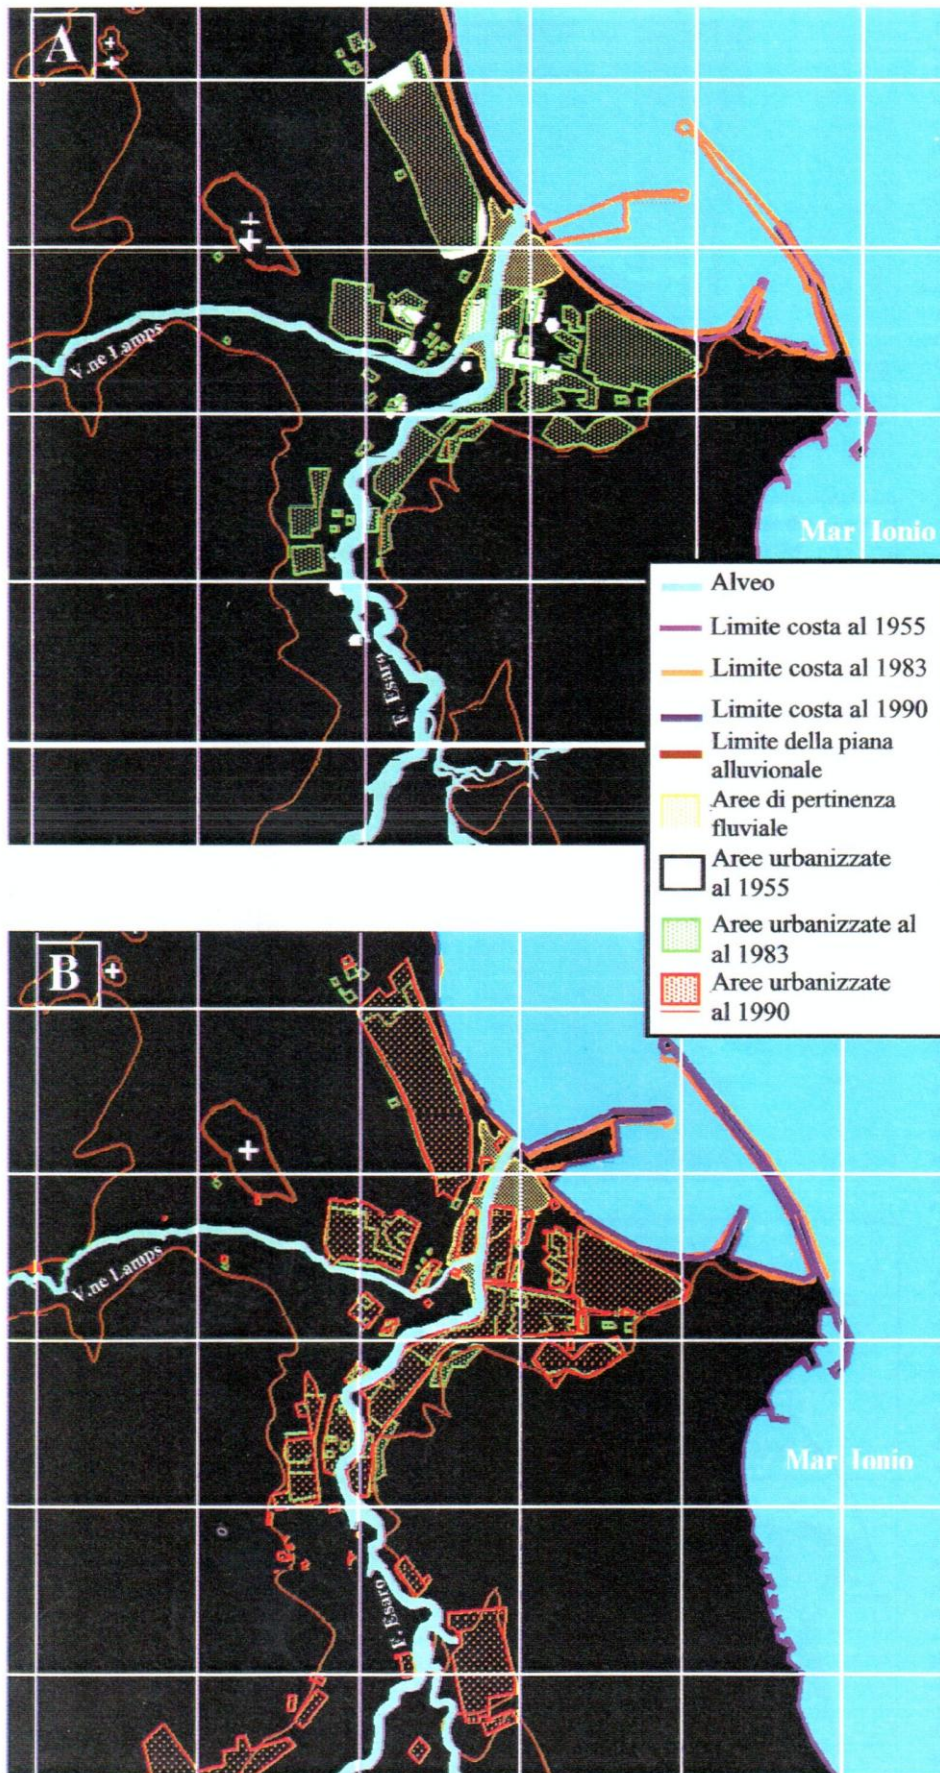 A
V.ne Lamps
Mar Ionio
F. Esaro
Alveo
Limite costa al 1955
Limite costa al 1983
Limite costa al 1990
Limite della piana
alluvionale
Aree di pertinenza
fluviale
Aree urbanizzate
al 1955
Aree urbanizzate al
al 1983
Aree urbanizzate
al 1990
B
V.ne Lamps
Mar Ionio
F. Esaro